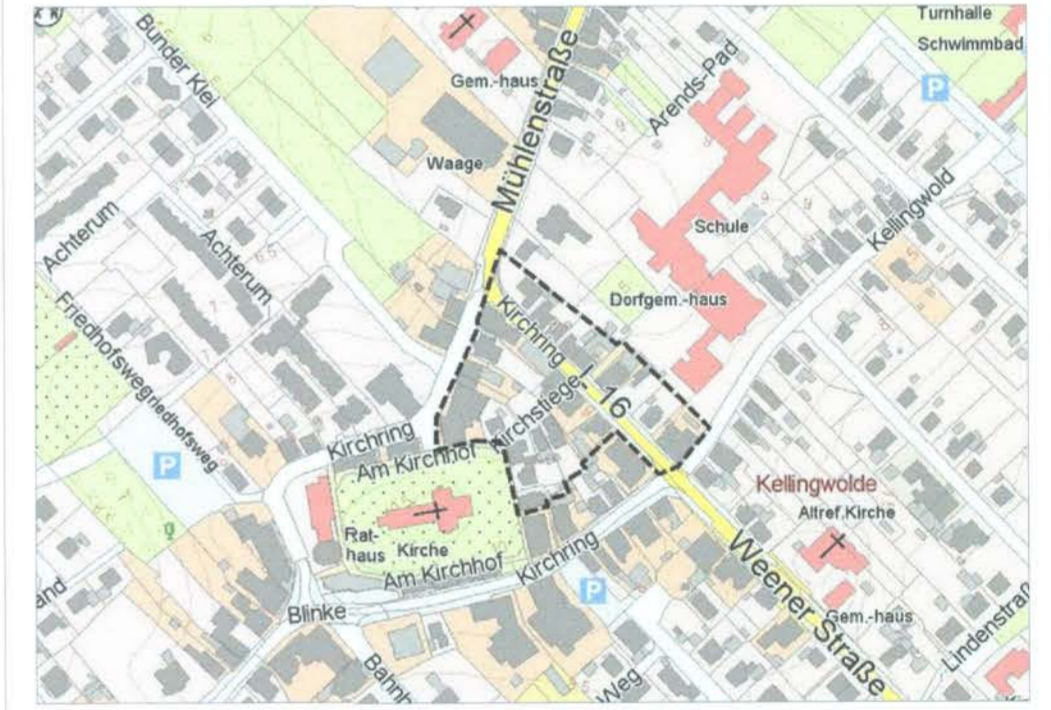 Turnhalle
Schwimmbad
P
Bunder Klei
Gem.-haus
Mühlenstraße
Arends-Pad
Waage
Kellingwold
Schule
Achterum
Achterum
Dorfgem.-haus
Friedhofsweg
Friedhofsweg
Kirchring
L 16
Kirchstiege
Kirchring
Am Kirchhof
P
Kellingwolde
Altref.Kirche
Rat-
haus
Kirche
Am Kirchhof
Kirchring
Weener Straße
P
Blinke
Gem.-haus
Weg